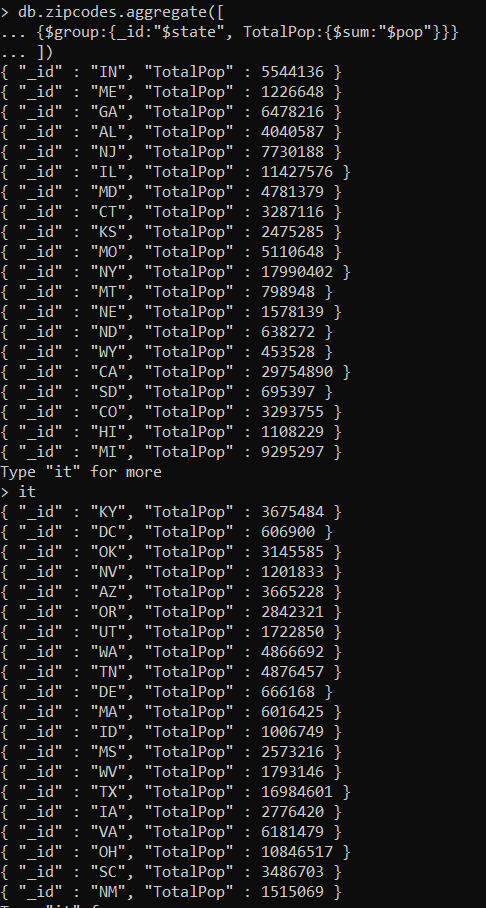 > db.zipcodes.aggregate([
... {$group:{_id:"$state", TotalPop:{$sum:"$pop"}}}
... ])
{ "_id" : "IN", "TotalPop" : 5544136 }
{ "_id" : "ME", "TotalPop" : 1226648 }
{ "_id" : "GA", "TotalPop" : 6478216 }
{ "_id" : "AL", "TotalPop" : 4040587 }
{ "_id" : "NJ", "TotalPop" : 7730188 }
{ "_id" : "IL", "TotalPop" : 11427576 }
{ "_id" : "MD", "TotalPop" : 4781379 }
{ "_id" : "CT", "TotalPop" : 3287116 }
{ "_id" : "KS", "TotalPop" : 2475285 }
{ "_id" : "MO", "TotalPop" : 5110648 }
{ "_id" : "NY", "TotalPop" : 17990402 }
{ "_id" : "MT", "TotalPop" : 798948 }
{ "_id" : "NE", "TotalPop" : 1578139 }
{ "_id" : "ND", "TotalPop" : 638272 }
{ "_id" : "WY", "TotalPop" : 453528 }
{ "_id" : "CA", "TotalPop" : 29754890 }
{ "_id" : "SD", "TotalPop" : 695397 }
{ "_id" : "CO", "TotalPop" : 3293755 }
{ "_id" : "HI", "TotalPop" : 1108229 }
{ "_id" : "MI", "TotalPop" : 9295297 }
Type "it" for more
> it
{ "_id" : "KY", "TotalPop" : 3675484 }
{ "_id" : "DC", "TotalPop" : 606900 }
{ "_id" : "OK", "TotalPop" : 3145585 }
{ "_id" : "NV", "TotalPop" : 1201833 }
{ "_id" : "AZ", "TotalPop" : 3665228 }
{ "_id" : "OR", "TotalPop" : 2842321 }
{ "_id" : "UT", "TotalPop" : 1722850 }
{ "_id" : "WA", "TotalPop" : 4866692 }
{ "_id" : "TN", "TotalPop" : 4876457 }
{ "_id" : "DE", "TotalPop" : 666168 }
{ "_id" : "MA", "TotalPop" : 6016425 }
{ "_id" : "ID", "TotalPop" : 1006749 }
{ "_id" : "MS", "TotalPop" : 2573216 }
{ "_id" : "WV", "TotalPop" : 1793146 }
{ "_id" : "TX", "TotalPop" : 16984601 }
{ "_id" : "IA", "TotalPop" : 2776420 }
{ "_id" : "VA", "TotalPop" : 6181479 }
{ "_id" : "OH", "TotalPop" : 10846517 }
{ "_id" : "SC", "TotalPop" : 3486703 }
{ "_id" : "NM", "TotalPop" : 1515069 }